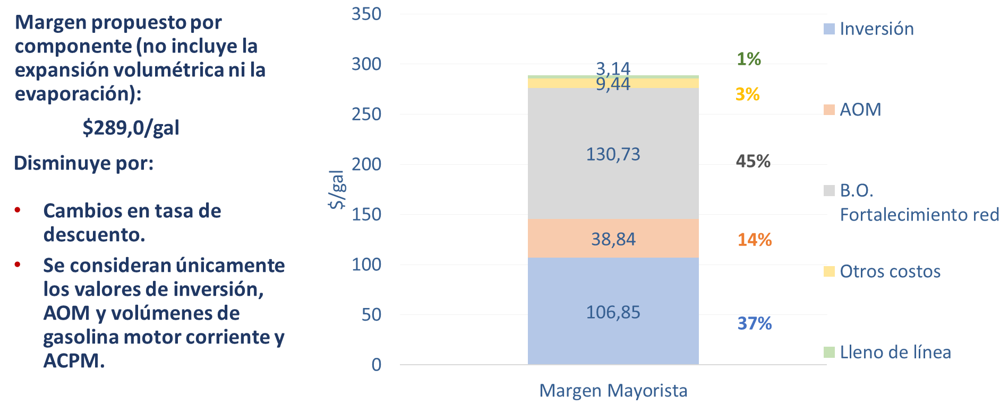 Margen propuesto por
componente (no incluye la
expansión volumétrica ni la
evaporación):
$289,0/gal
Disminuye por:
• Cambios en tasa de
descuento.
• Se consideran únicamente
los valores de inversión,
AOM y volúmenes de
gasolina motor corriente y
ACPM.
$/gal
350
300
250
200
150
100
50
0
3,14
9,44
130,73
38,84
106,85
1%
3%
45%
14%
37%
Margen Mayorista
Inversión
AOM
B.O.
Fortalecimiento red
Otros costos
Lleno de línea